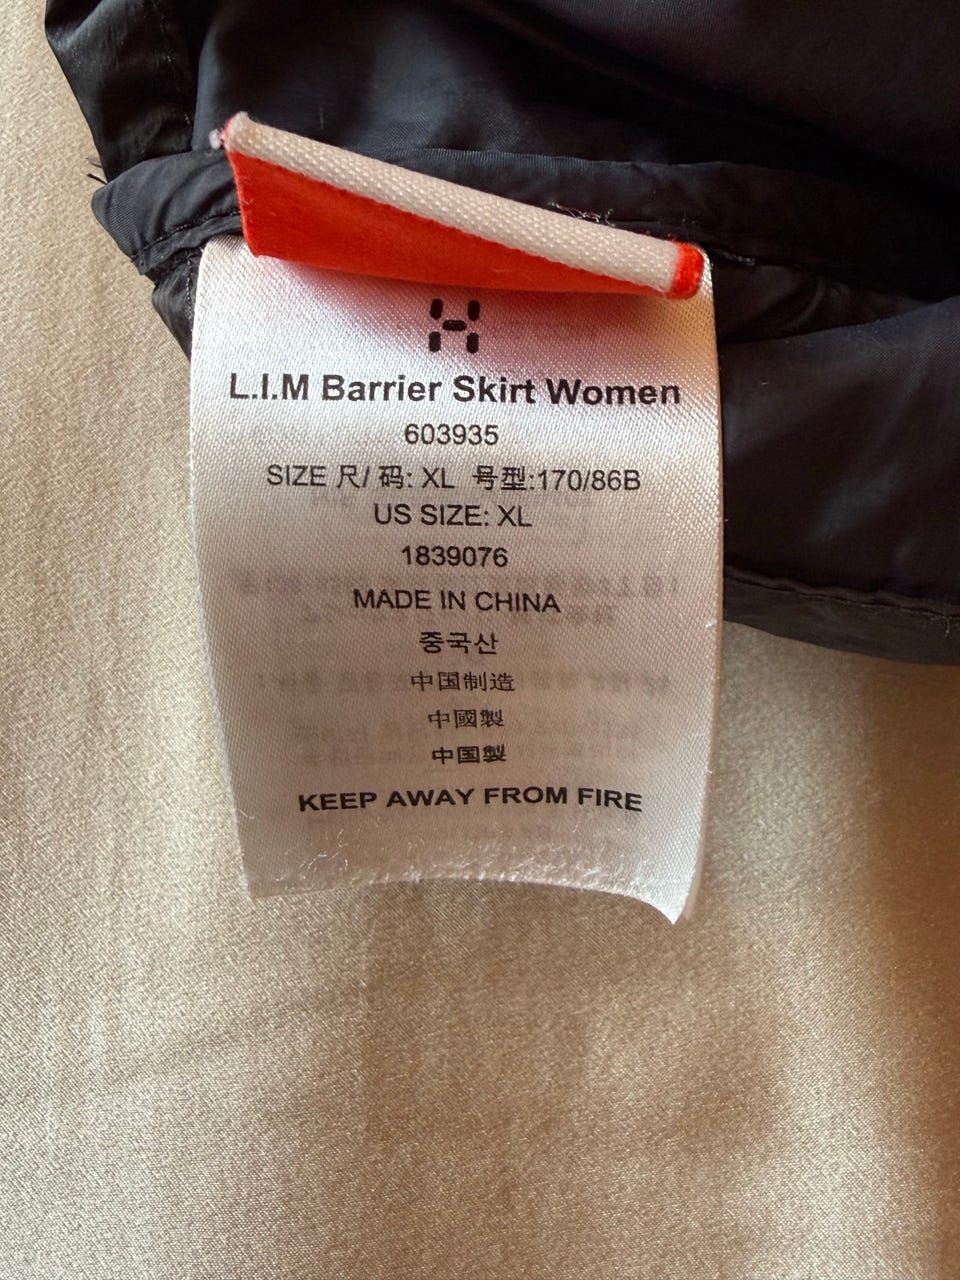 L.I.M Barrier Skirt Women
603935
SIZE 尺/ 码: XL 号型:170/86B
US SIZE: XL
1839076
MADE IN CHINA
중국산
中国制造
中國製
中国製
KEEP AWAY FROM FIRE